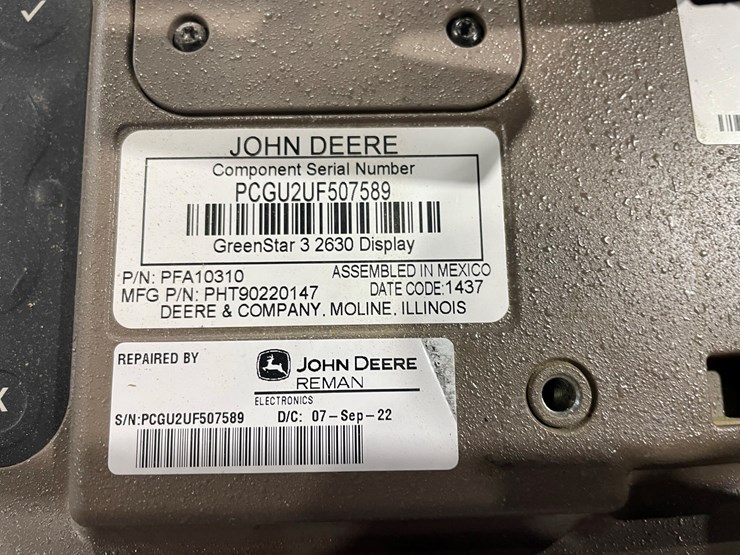 JOHN DEERE
Component Serial Number
PCGU2UF507589
GreenStar 3 2630 Display
P/N: PFA10310 ASSEMBLED IN MEXICO
MFG P/N: PHT90220147 DATE CODE:1437
DEERE & COMPANY, MOLINE, ILLINOIS
REPAIRED BY
JOHN DEERE
REMAN
ELECTRONICS
S/N:PCGU2UF507589 D/C: 07-Sep-22